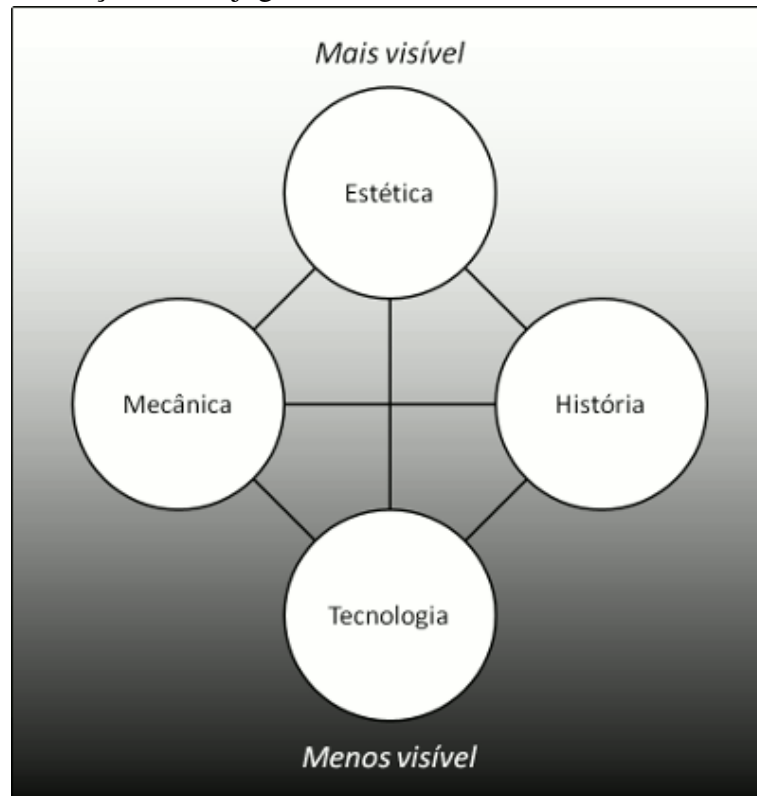 Mais visível
Estética
Mecânica
História
Tecnologia
Menos visível